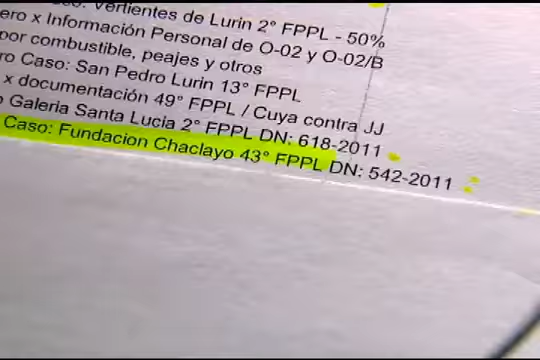 Vertientes de Lurin 2° FPPL - 50%
ero x Información Personal de O-02 y O-02/B
por combustible, peajes y otros
ro Caso: San Pedro Lurin 13° FPPL
x documentación 49° FPPL / Cuya contra JJ
o Galeria Santa Lucia 2° FPPL DN: 618-2011
Caso: Fundacion Chaclayo 43° FPPL DN: 542-2011